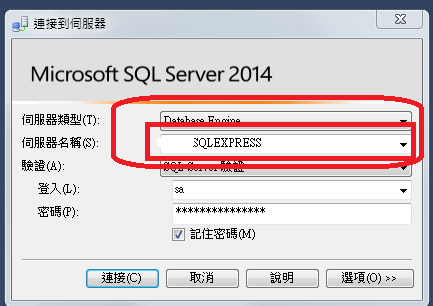 連接到伺服器
Microsoft SQL Server 2014
伺服器類型(T): Database Engine
伺服器名稱(S): SQLEXPRESS
驗證(A): SQL Server 驗證
登入(L): sa
密碼(P): ***************
記住密碼(M)
連接(C) 取消 說明 選項(O) >>